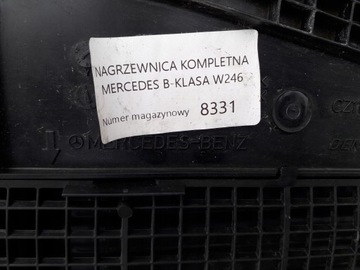 NAGRZEWNICA KOMPLETNA
MERCEDES B-KLASA W246
Numer magazynowy 8331
MERCEDES-BENZ